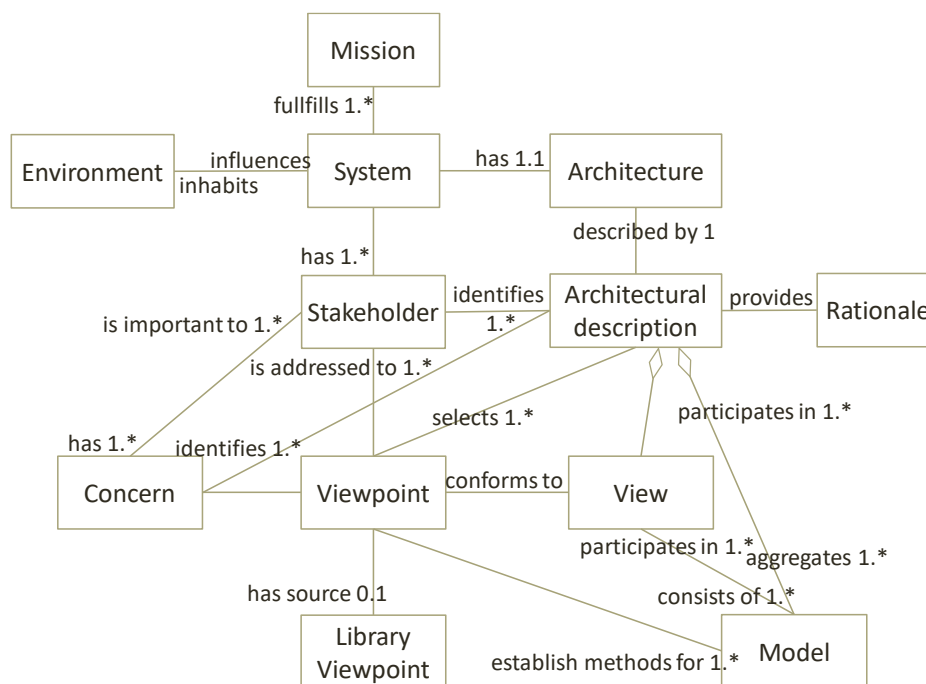 Mission
fullfills 1.*
Environment
influences
inhabits
System
has 1.1
Architecture
described by 1
has 1.*
Stakeholder
identifies
1.*
Architectural
description
provides
Rationale
is important to 1.*
is addressed to 1.*
selects 1.*
participates in 1.*
has 1.*
identifies 1.*
Concern
Viewpoint
conforms to
View
participates in 1.*
aggregates 1.*
has source 0.1
consists of 1.*
Library
Viewpoint
establish methods for 1.*
Model